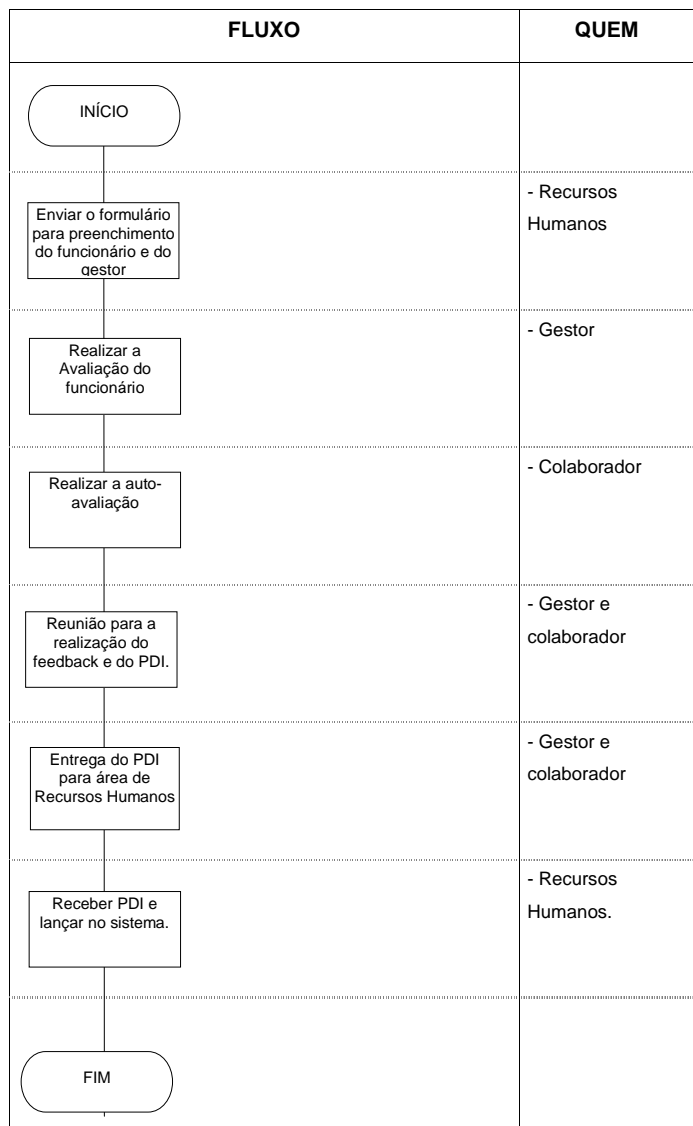 FLUXO
QUEM
INÍCIO
Enviar o formulário
para preenchimento
do funcionário e do
gestor
- Recursos
Humanos
Realizar a
Avaliação do
funcionário
- Gestor
Realizar a auto-
avaliação
- Colaborador
Reunião para a
realização do
feedback e do PDI.
- Gestor e
colaborador
Entrega do PDI
para área de
Recursos Humanos
- Gestor e
colaborador
Receber PDI e
lançar no sistema.
- Recursos
Humanos.
FIM